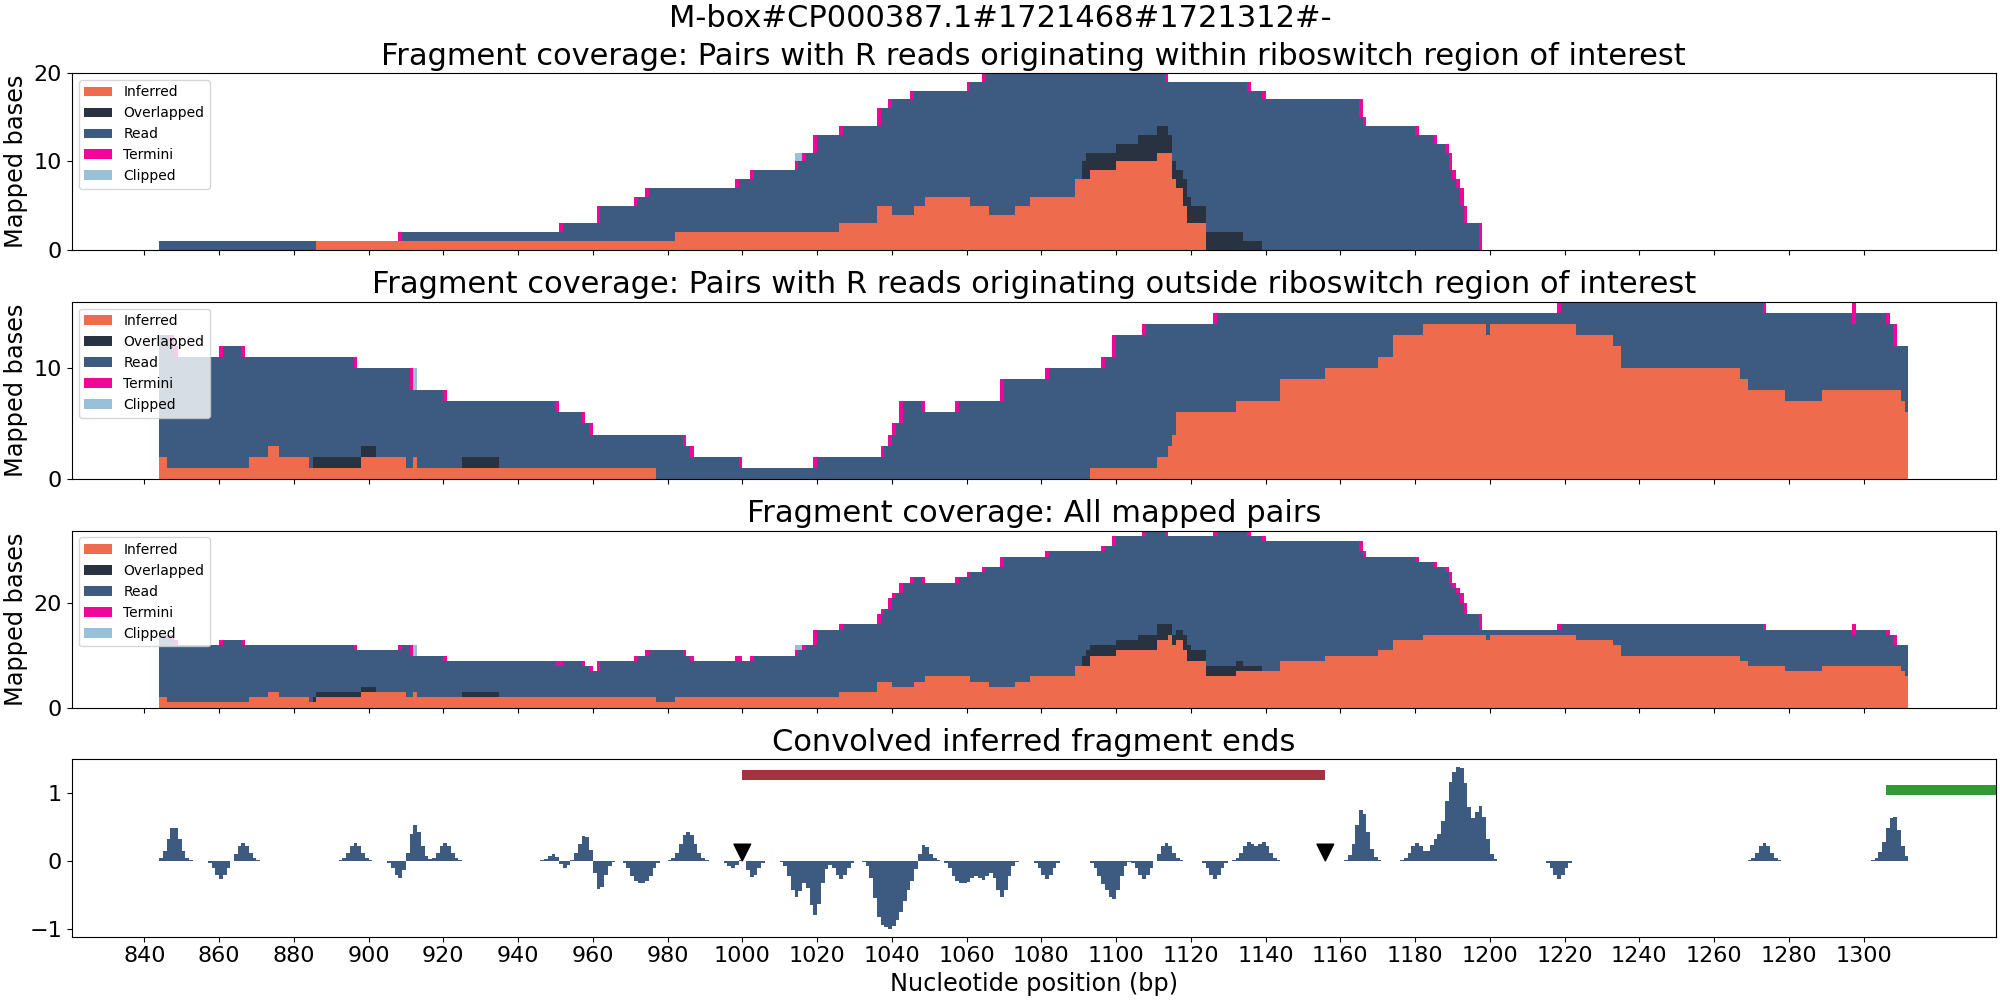 M-box#CP000387.1#1721468#1721312#-
Fragment coverage: Pairs with R reads originating within riboswitch region of interest
Mapped bases
20
10
0
Inferred
Overlapped
Read
Termini
Clipped
Fragment coverage: Pairs with R reads originating outside riboswitch region of interest
Mapped bases
10
0
Inferred
Overlapped
Read
Termini
Clipped
Fragment coverage: All mapped pairs
Mapped bases
20
0
Inferred
Overlapped
Read
Termini
Clipped
Convolved inferred fragment ends
1
0
−1
840 860 880 900 920 940 960 980 1000 1020 1040 1060 1080 1100 1120 1140 1160 1180 1200 1220 1240 1260 1280 1300
Nucleotide position (bp)